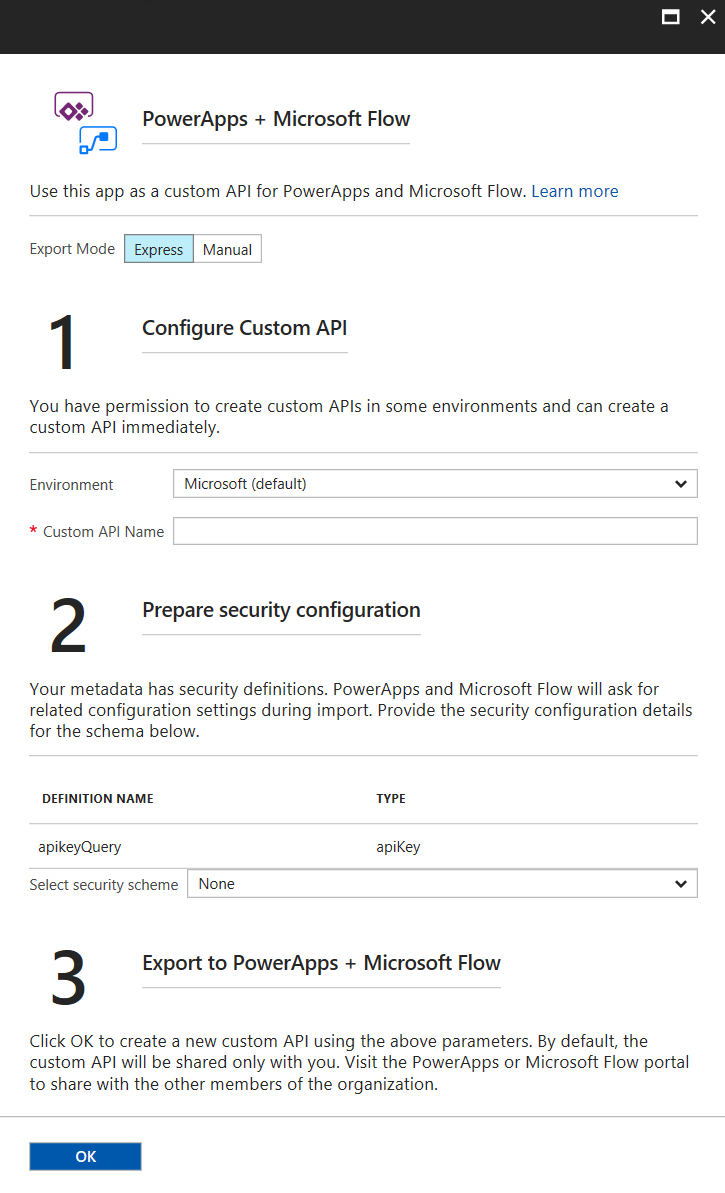 PowerApps + Microsoft Flow
Use this app as a custom API for PowerApps and Microsoft Flow. Learn more
Export Mode Express Manual
1 Configure Custom API
You have permission to create custom APIs in some environments and can create a
custom API immediately.
Environment Microsoft (default)
* Custom API Name
2 Prepare security configuration
Your metadata has security definitions. PowerApps and Microsoft Flow will ask for
related configuration settings during import. Provide the security configuration details
for the schema below.
DEFINITION NAME TYPE
apikeyQuery apiKey
Select security scheme None
3 Export to PowerApps + Microsoft Flow
Click OK to create a new custom API using the above parameters. By default, the
custom API will be shared only with you. Visit the PowerApps or Microsoft Flow portal
to share with the other members of the organization.
OK